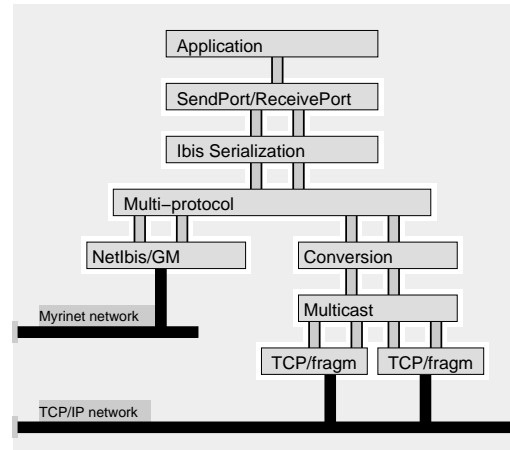 Application
SendPort/ReceivePort
Ibis Serialization
Multi−protocol
NetIbis/GM
Conversion
Myrinet network
Multicast
TCP/fragm
TCP/fragm
TCP/IP network